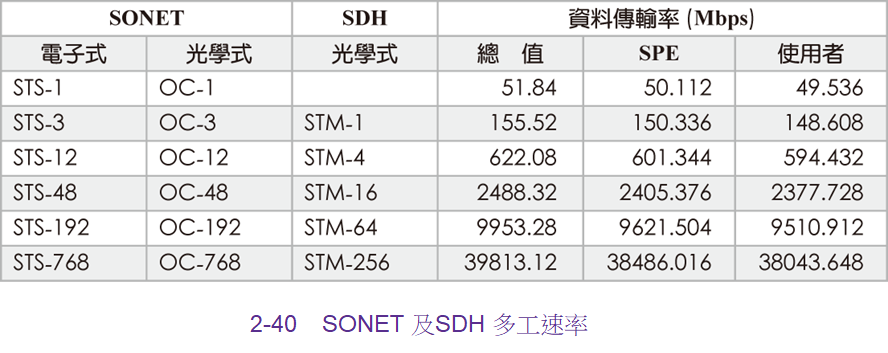 SONET SDH 資料傳輸率 (Mbps)
電子式 光學式 光學式 總 值 SPE 使用者
STS-1 OC-1 51.84 50.112 49.536
STS-3 OC-3 STM-1 155.52 150.336 148.608
STS-12 OC-12 STM-4 622.08 601.344 594.432
STS-48 OC-48 STM-16 2488.32 2405.376 2377.728
STS-192 OC-192 STM-64 9953.28 9621.504 9510.912
STS-768 OC-768 STM-256 39813.12 38486.016 38043.648
2-40 SONET 及SDH 多工速率